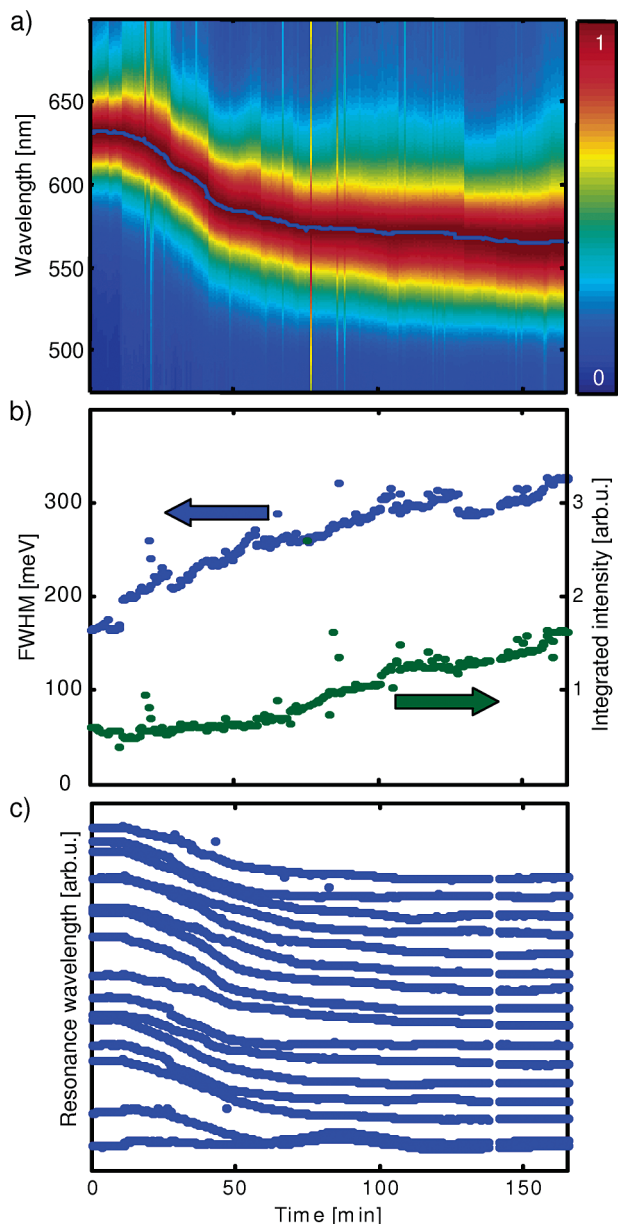 a)
1
650
600
550
500
Wavelength [nm]
0
b)
300
200
100
0
FWHM [meV]
3
2
1
Integrated intensity [arb.u.]
c)
Resonance wavelength [arb.u.]
0 50 100 150
Time [min]